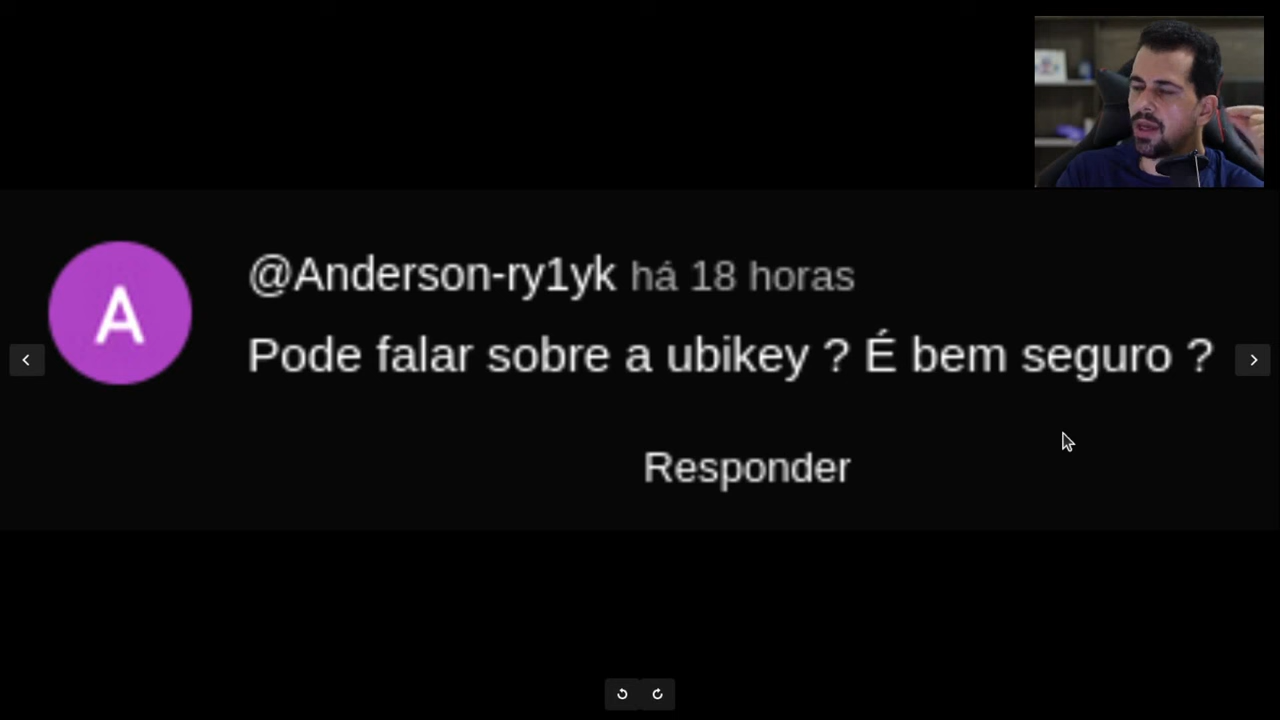 @Anderson-ry1yk há 18 horas
A
Pode falar sobre a ubikey ? É bem seguro ?
Responder